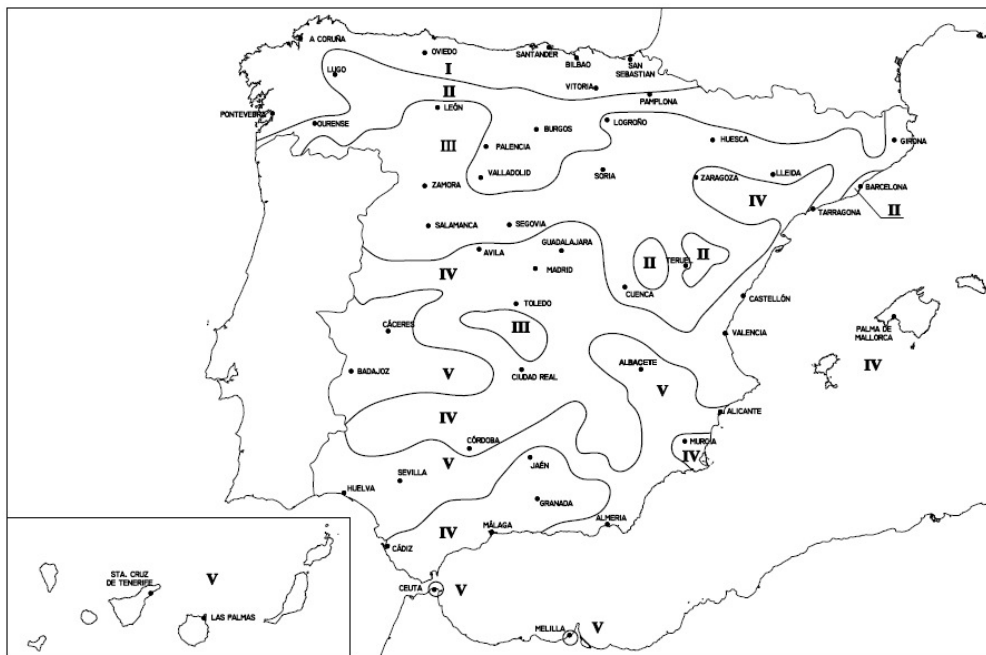 A CORUÑA
OVIEDO
SANTANDER
BILBAO
SAN
SEBASTIAN
LUGO
I
VITORIA
PAMPLONA
II
LEÓN
PONTEVEDRA
OURENSE
BURGOS
LOGROÑO
III
PALENCIA
HUESCA
GIRONA
VALLADOLID
SORIA
ZARAGOZA
LLEIDA
ZAMORA
BARCELONA
IV
TARRAGONA
II
SALAMANCA
SEGOVIA
AVILA
GUADALAJARA
II
TERUEL
II
IV
MADRID
CUENCA
TOLEDO
CASTELLÓN
CÁCERES
III
VALENCIA
PALMA DE
MALLORCA
ALBACETE
IV
BADAJOZ
V
CIUDAD REAL
V
IV
ALICANTE
CÓRDOBA
MURCIA
V
IV
JAÉN
SEVILLA
HUELVA
GRANADA
ALMERIA
IV
MÁLAGA
CÁDIZ
STA. CRUZ
DE TENERIFE
V
CEUTA
V
LAS PALMAS
MELILLA
V